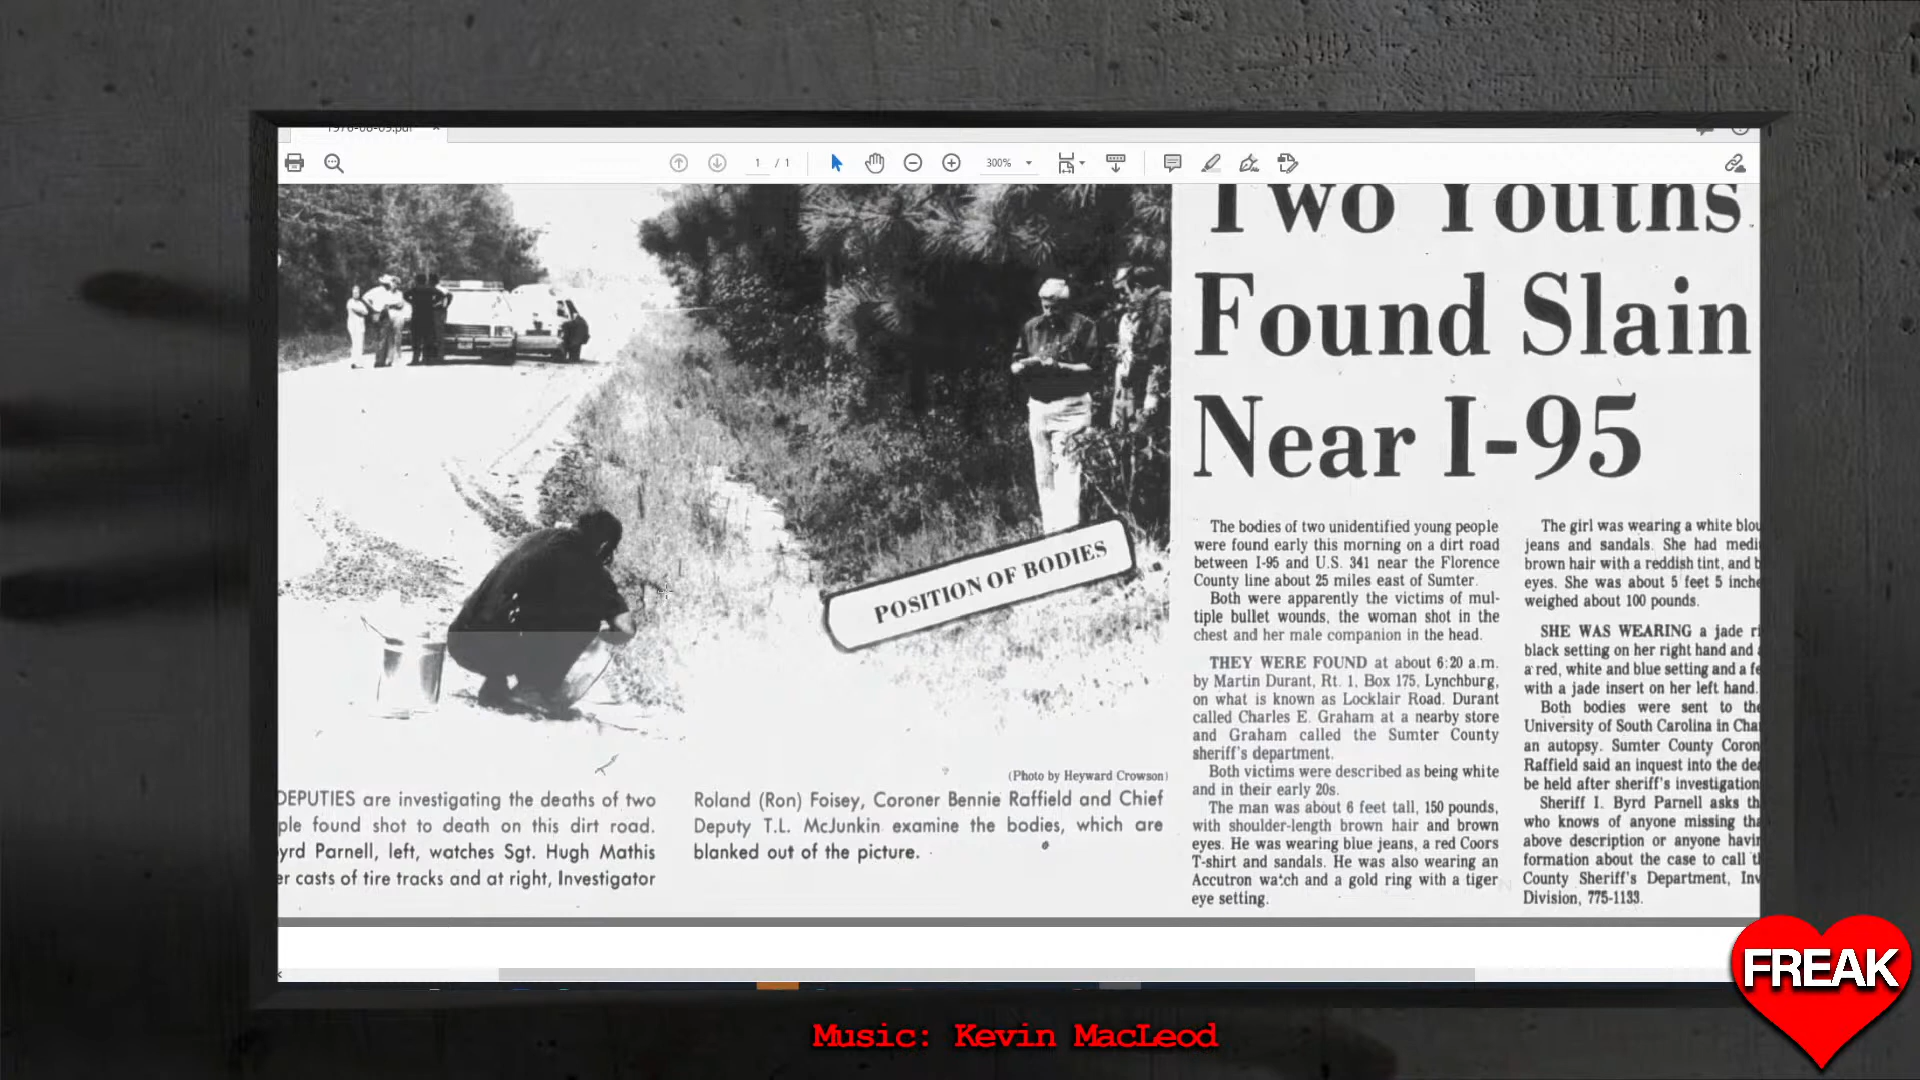 1 / 1
300%
POSITION OF BODIES
(Photo by Heyward Crowson)
DEPUTIES are investigating the deaths of two
ple found shot to death on this dirt road.
yrd Parnell, left, watches Sgt. Hugh Mathis
er casts of tire tracks and at right, Investigator
Roland (Ron) Foisey, Coroner Bennie Raffield and Chief
Deputy T.L. McJunkin examine the bodies, which are
blanked out of the picture.
Two Youths
Found Slain
Near I-95
The bodies of two unidentified young people
were found early this morning on a dirt road
between I-95 and U.S. 341 near the Florence
County line about 25 miles east of Sumter.
Both were apparently the victims of mul-
tiple bullet wounds, the woman shot in the
chest and her male companion in the head.
THEY WERE FOUND at about 6:20 a.m.
by Martin Durant, Rt. 1, Box 175, Lynchburg,
on what is known as Locklair Road. Durant
called Charles E. Graham at a nearby store
and Graham called the Sumter County
sheriff's department.
Both victims were described as being white
and in their early 20s.
The man was about 6 feet tall, 150 pounds,
with shoulder-length brown hair and brown
eyes. He was wearing blue jeans, a red Coors
T-shirt and sandals. He was also wearing an
Accutron watch and a gold ring with a tiger
eye setting.
The girl was wearing a white blou
jeans and sandals. She had medi
brown hair with a reddish tint, and b
eyes. She was about 5 feet 5 inche
weighed about 100 pounds.
SHE WAS WEARING a jade ri
black setting on her right hand and
a red, white and blue setting and a fe
with a jade insert on her left hand.
Both bodies were sent to the
University of South Carolina in Cha
an autopsy. Sumter County Coron
Raffield said an inquest into the dea
be held after sheriff's investigation
Sheriff I. Byrd Parnell asks th
who knows of anyone missing tha
above description or anyone havin
formation about the case to call t
County Sheriff's Department, Inv
Division, 775-1133.
FREAK
Music: Kevin MacLeod